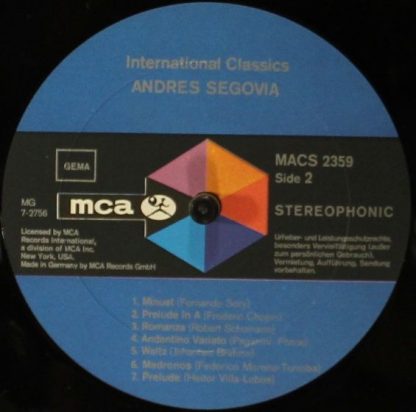 International Classics
ANDRES SEGOVIA
GEMA
MACS 2359
Side 2
MG
7-2756
mca
STEREOPHONIC
Licensed by MCA
Records International,
a division of MCA Inc.
New York, USA.
Made in Germany by MCA Records GmbH
Urheber- und Leistungsschutzrechte,
insbesondere Vervielfältigung (außer
zum persönlichen Gebrauch),
Vermietung, Aufführung, Sendung
vorbehalten.
1. Minuet (Fernando Sor)
2. Prelude In A (Frederic Chopin)
3. Romanza (Robert Schumann)
4. Andantino Variato (Paganini-Ponce)
5. Waltz (Johannes Brahms)
6. Madronos (Federico Moreno Torroba)
7. Prelude (Heitor Villa-Lobos)